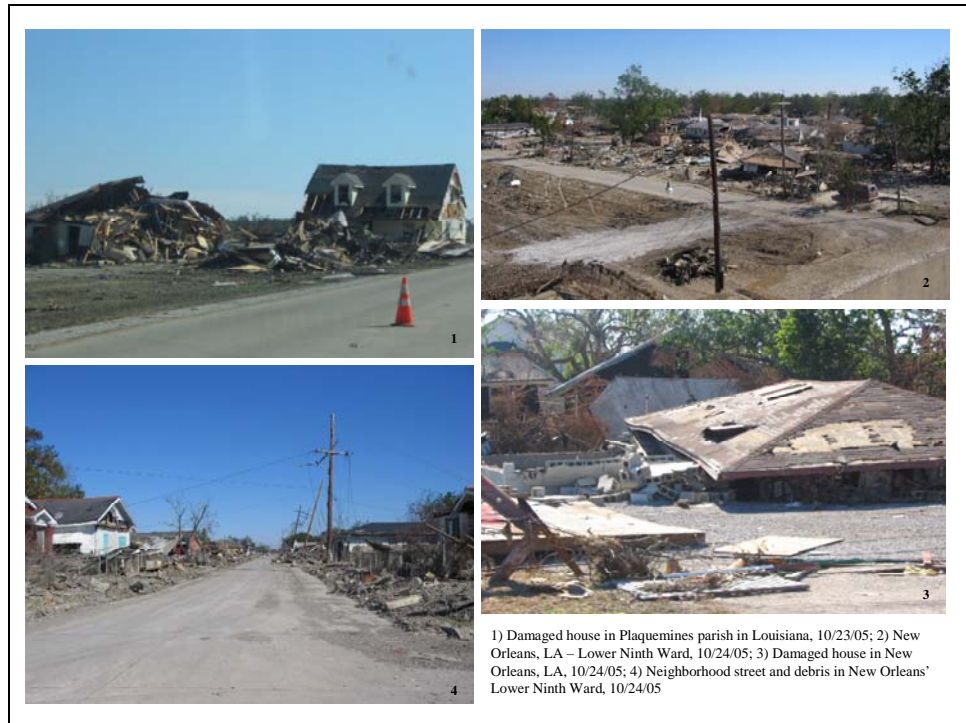 1
2
3
4
1) Damaged house in Plaquemines parish in Louisiana, 10/23/05; 2) New
Orleans, LA – Lower Ninth Ward, 10/24/05; 3) Damaged house in New
Orleans, LA, 10/24/05; 4) Neighborhood street and debris in New Orleans’
Lower Ninth Ward, 10/24/05